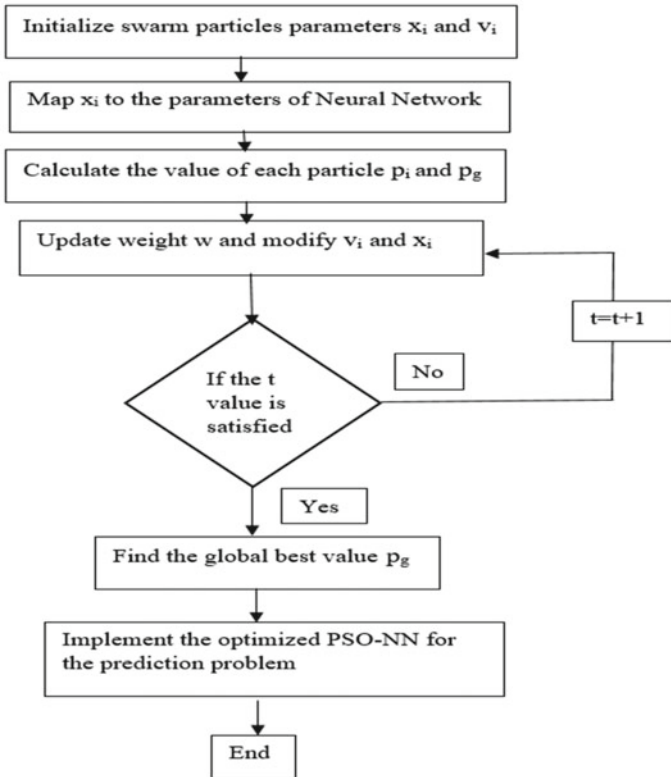 Initialize swarm particles parameters xᵢ and vᵢ
Map xᵢ to the parameters of Neural Network
Calculate the value of each particle pᵢ and p_g
Update weight w and modify vᵢ and xᵢ
t=t+1
If the t
value is
satisfied
No
Yes
Find the global best value p_g
Implement the optimized PSO-NN for
the prediction problem
End